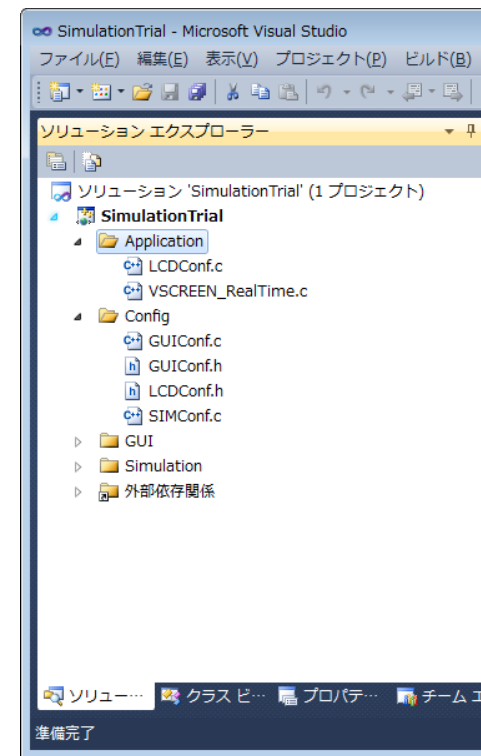 SimulationTrial - Microsoft Visual Studio
ファイル(F) 編集(E) 表示(V) プロジェクト(P) ビルド(B)
ソリューション エクスプローラー
ソリューション 'SimulationTrial' (1 プロジェクト)
SimulationTrial
Application
LCDConf.c
VSCREEN_RealTime.c
Config
GUIConf.c
GUIConf.h
LCDConf.h
SIMConf.c
GUI
Simulation
外部依存関係
ソリュー… クラス ビ… プロパテ… チーム エ
準備完了